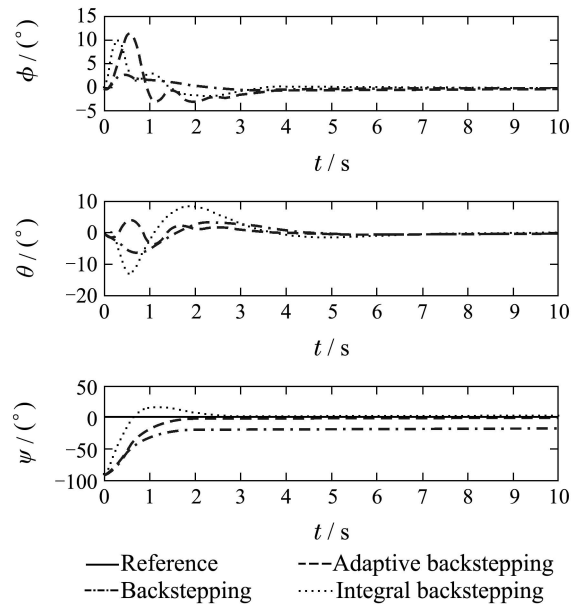 15
10
5
0
−5
ϕ / (°)
0 1 2 3 4 5 6 7 8 9 10
t / s
10
0
−10
−20
θ / (°)
0 1 2 3 4 5 6 7 8 9 10
t / s
50
0
−50
−100
ψ / (°)
0 1 2 3 4 5 6 7 8 9 10
t / s
Reference Adaptive backstepping
Backstepping Integral backstepping